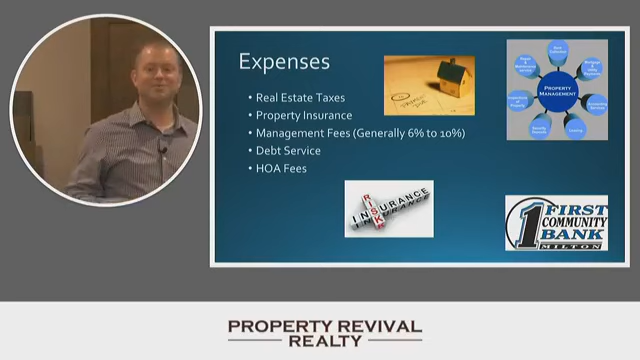 Expenses
• Real Estate Taxes
• Property Insurance
• Management Fees (Generally 6% to 10%)
• Debt Service
• HOA Fees
PROPERTY
MANAGEMENT
RISK
INSURANCE
1 FIRST
COMMUNITY
BANK
MILTON
PROPERTY REVIVAL
REALTY